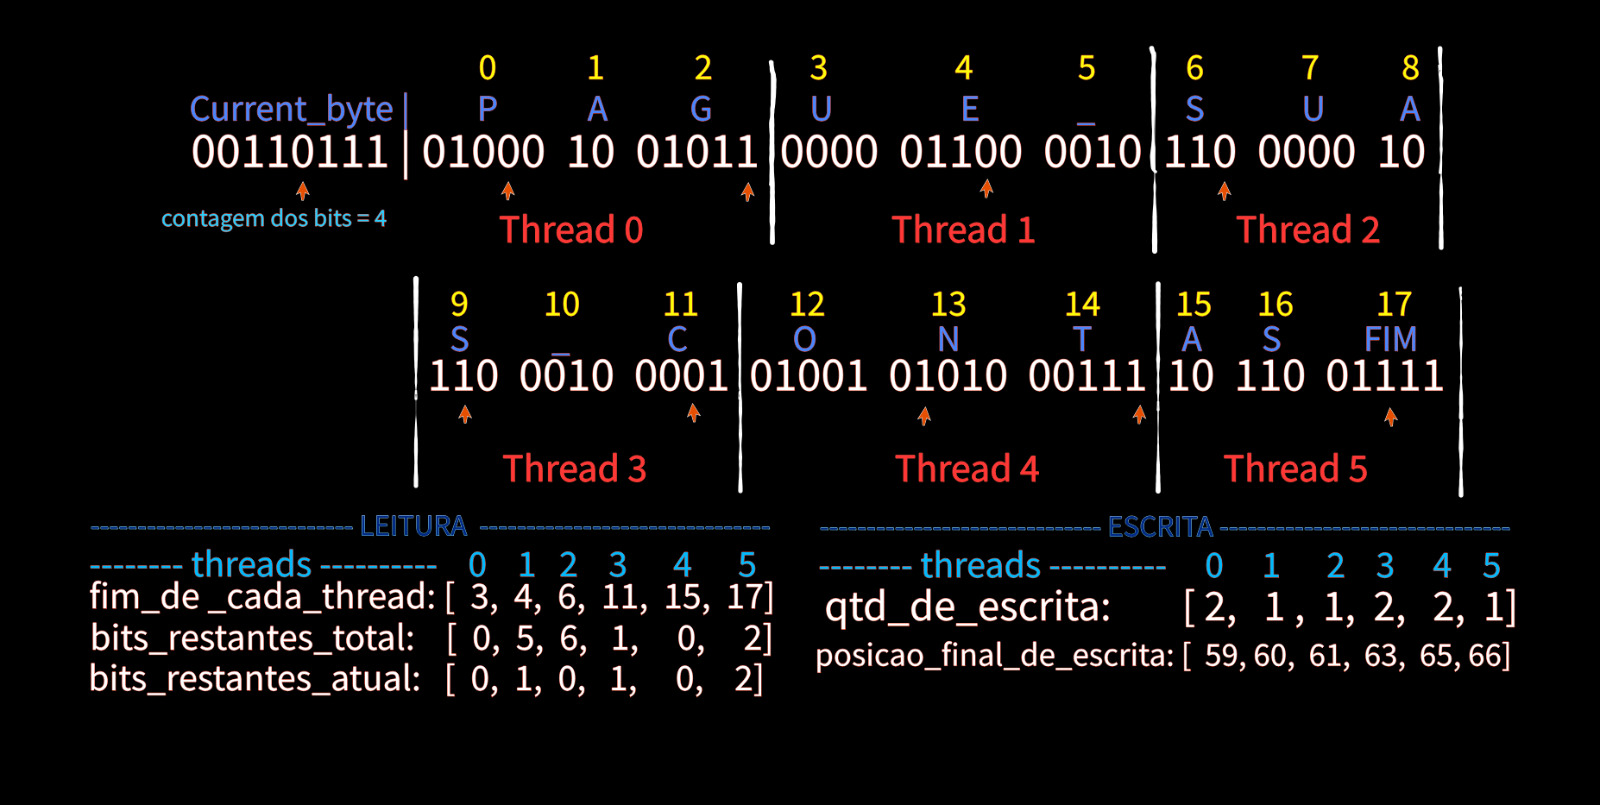 0 1 2 3 4 5 6 7 8
Current_byte | P A G U E _ S U A
00110111 | 01000 10 01011 0000 01100 0010 110 0000 10
contagem dos bits = 4
Thread 0 Thread 1 Thread 2
9 10 11 12 13 14 15 16 17
S _ C O N T A S FIM
110 0010 0001 01001 01010 00111 10 110 01111
Thread 3 Thread 4 Thread 5
---------------------------- LEITURA -------------------------------
-------- threads ---------- 0 1 2 3 4 5
fim_de _cada_thread: [ 3, 4, 6, 11, 15, 17]
bits_restantes_total: [ 0, 5, 6, 1, 0, 2]
bits_restantes_atual: [ 0, 1, 0, 1, 0, 2]
------------------------------ ESCRITA -------------------------------
-------- threads ---------- 0 1 2 3 4 5
qtd_de_escrita: [ 2, 1 , 1, 2, 2, 1]
posicao_final_de_escrita: [ 59, 60, 61, 63, 65, 66]